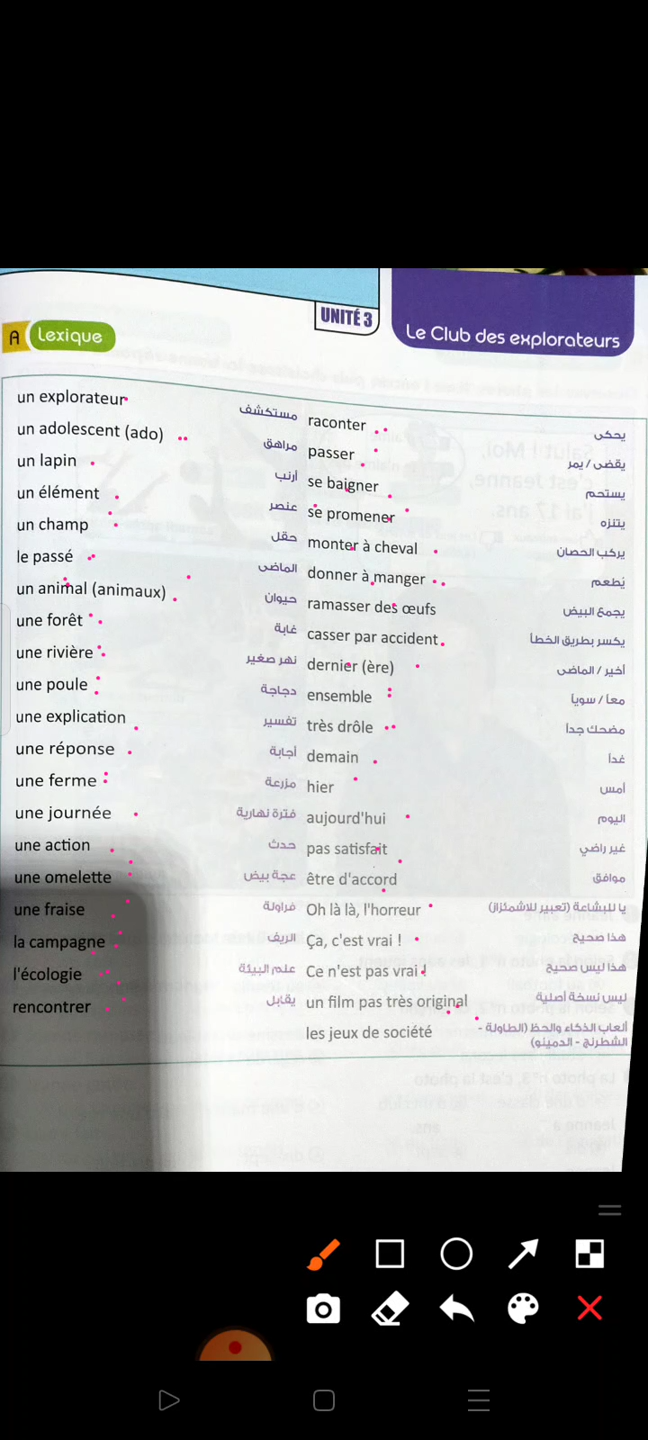 UNITÉ 3
Le Club des explorateurs
A Lexique
un explorateur مستكشف
un adolescent (ado) مراهق
un lapin أرنب
un élément عنصر
un champ حقل
le passé الماضى
un animal (animaux) حيوان
une forêt غابة
une rivière نهر صغير
une poule دجاجة
une explication تفسير
une réponse أجابة
une ferme مزرعة
une journée فترة نهارية
une action حدث
une omelette عجة بيض
une fraise فراولة
la campagne الريف
l'écologie علم البيئة
rencontrer يقابل
raconter يحكى
passer يقضى / يمر
se baigner يستحم
se promener يتنزه
monter à cheval يركب الحصان
donner à manger يُطعم
ramasser des œufs يجمع البيض
casser par accident يكسر بطريق الخطأ
dernier (ère) أخير / الماضى
ensemble معاً / سوياً
très drôle مضحك جداً
demain غداً
hier أمس
aujourd'hui اليوم
pas satisfait غير راضي
être d'accord موافق
Oh là là, l'horreur يا للبشاعة (تعبير للاشمئزاز)
Ça, c'est vrai ! هذا صحيح
Ce n'est pas vrai ! هذا ليس صحيح
un film pas très original ليس نسخة أصلية
les jeux de société ألعاب الذكاء والحظ (الطاولة -
الشطرنج - الدمينو)